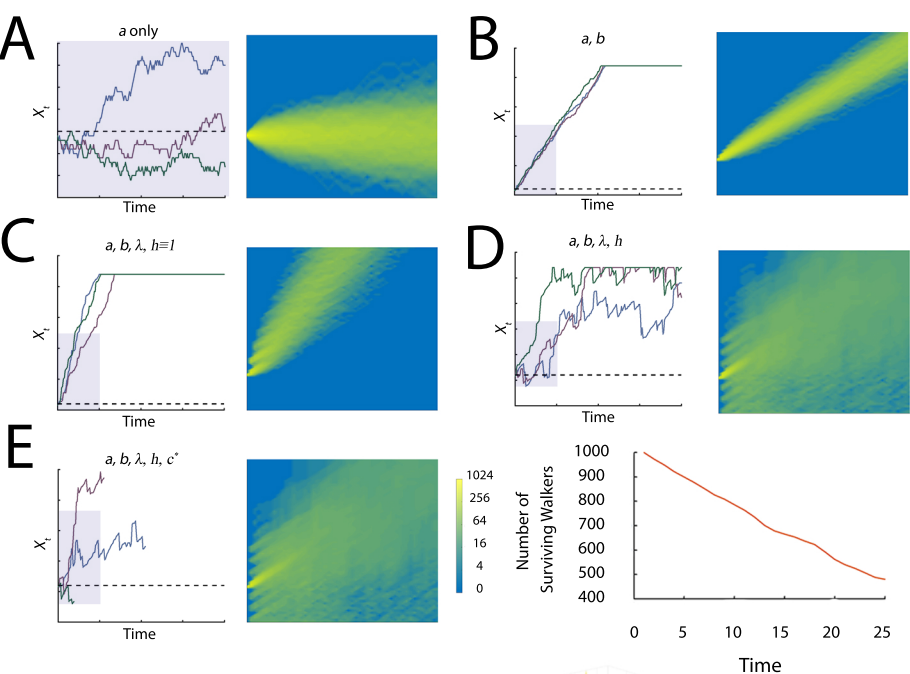 A
a only
X_t
Time
B
a, b
X_t
Time
C
a, b, λ, h≡1
X_t
Time
D
a, b, λ, h
X_t
Time
E
a, b, λ, h, c*
X_t
Time
1024
256
64
16
4
0
Number of
Surviving Walkers
1000
900
800
700
600
500
400
0 5 10 15 20 25
Time